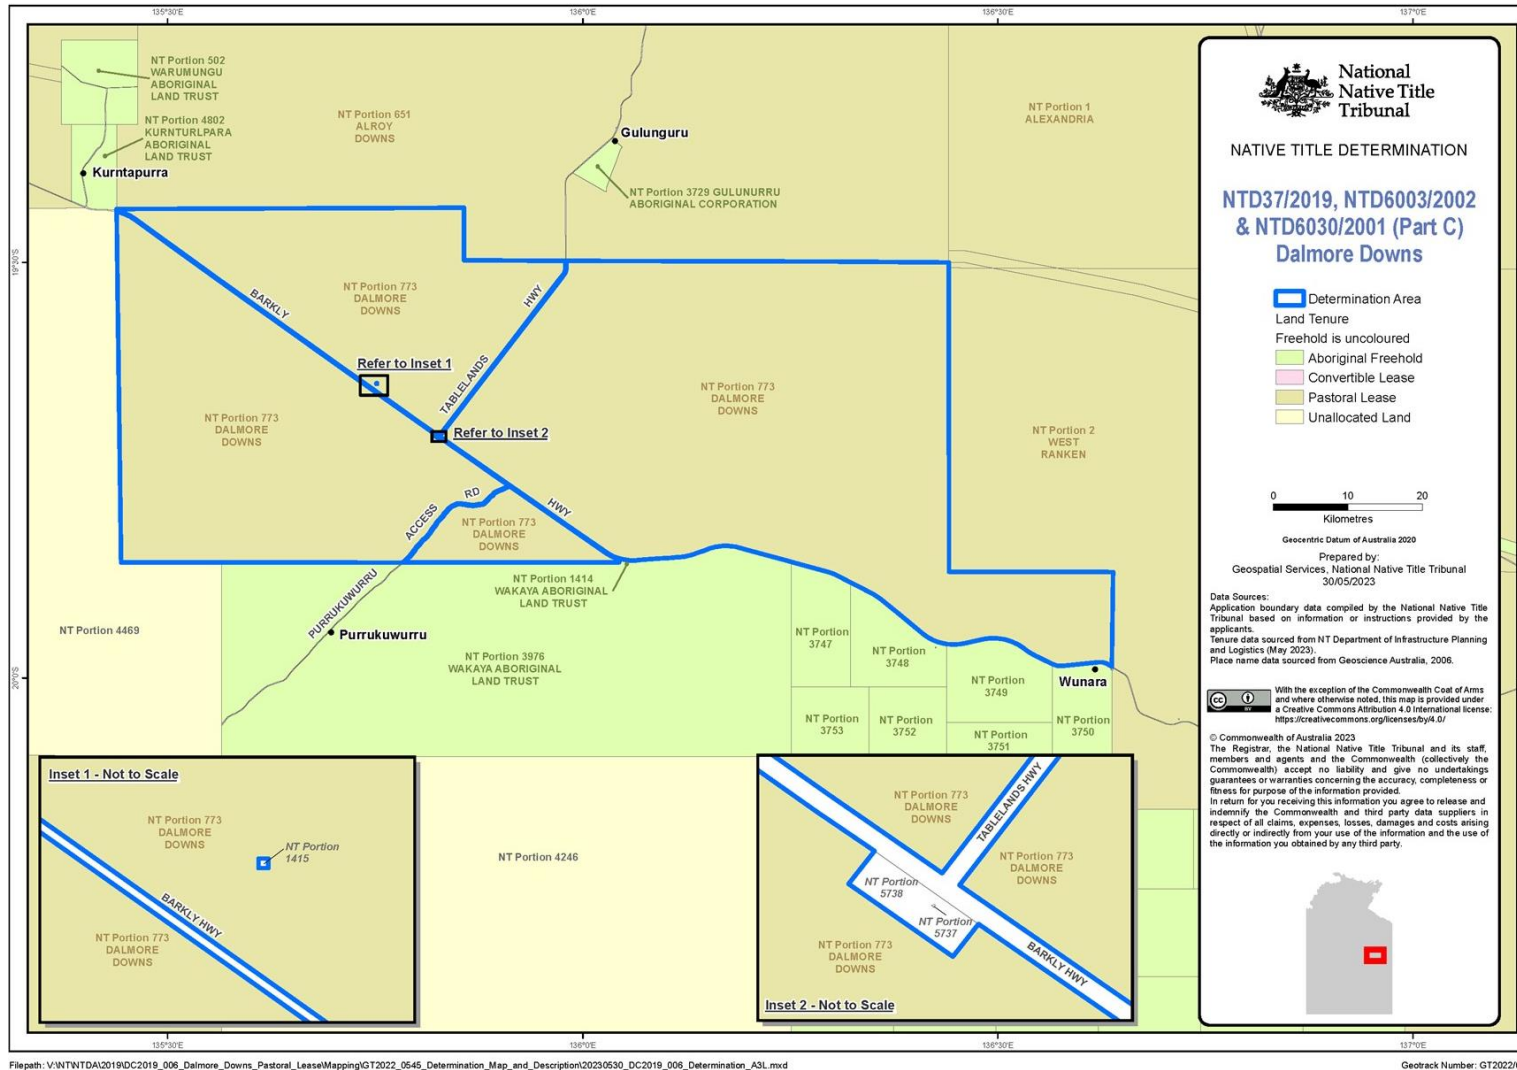 135°30'E
136°0'E
136°30'E
137°0'E
19°30'S
20°0'S
NT Portion 502
WARUMUNGU
ABORIGINAL
LAND TRUST
NT Portion 4802
KURNTURLPARA
ABORIGINAL
LAND TRUST
Kurntapurra
NT Portion 651
ALROY
DOWNS
Gulunguru
NT Portion 3729 GULUNURRU
ABORIGINAL CORPORATION
NT Portion 1
ALEXANDRIA
BARKLY
NT Portion 773
DALMORE
DOWNS
HWY
TABLELANDS
Refer to Inset 1
NT Portion 773
DALMORE
DOWNS
NT Portion 773
DALMORE
DOWNS
Refer to Inset 2
NT Portion 2
WEST
RANKEN
ACCESS
RD
HWY
NT Portion 773
DALMORE
DOWNS
PURRUKUWURRU
NT Portion 1414
WAKAYA ABORIGINAL
LAND TRUST
NT Portion 4469
Purrukuwurru
NT Portion 3976
WAKAYA ABORIGINAL
LAND TRUST
NT Portion
3747
NT Portion
3748
NT Portion
3749
Wunara
NT Portion
3753
NT Portion
3752
NT Portion
3751
NT Portion
3750
NT Portion 4246
Inset 1 - Not to Scale
NT Portion 773
DALMORE
DOWNS
NT Portion
1415
BARKLY HWY
NT Portion 773
DALMORE
DOWNS
NT Portion 773
DALMORE
DOWNS
TABLELANDS HWY
NT Portion 773
DALMORE
DOWNS
NT Portion
5738
NT Portion
5737
NT Portion 773
DALMORE
DOWNS
BARKLY HWY
Inset 2 - Not to Scale
National
Native Title
Tribunal
NATIVE TITLE DETERMINATION
NTD37/2019, NTD6003/2002
& NTD6030/2001 (Part C)
Dalmore Downs
Determination Area
Land Tenure
Freehold is uncoloured
Aboriginal Freehold
Convertible Lease
Pastoral Lease
Unallocated Land
0 10 20
Kilometres
Geocentric Datum of Australia 2020
Prepared by:
Geospatial Services, National Native Title Tribunal
30/05/2023
Data Sources:
Application boundary data compiled by the National Native Title
Tribunal based on information or instructions provided by the
applicants.
Tenure data sourced from NT Department of Infrastructure Planning
and Logistics (May 2023).
Place name data sourced from Geoscience Australia, 2006.
cc BY
With the exception of the Commonwealth Coat of Arms
and where otherwise noted, this map is provided under
a Creative Commons Attribution 4.0 International license:
https://creativecommons.org/licenses/by/4.0/
© Commonwealth of Australia 2023
The Registrar, the National Native Title Tribunal and its staff,
members and agents and the Commonwealth (collectively the
Commonwealth) accept no liability and give no undertakings
guarantees or warranties concerning the accuracy, completeness or
fitness for purpose of the information provided.
In return for you receiving this information you agree to release and
indemnify the Commonwealth and third party data suppliers in
respect of all claims, expenses, losses, damages and costs arising
directly or indirectly from your use of the information and the use of
the information you obtained by any third party.
135°30'E
136°0'E
136°30'E
137°0'E
Filepath: V:\NT\NTDA\2019\DC2019_006_Dalmore_Downs_Pastoral_Lease\Mapping\GT2022_0545_Determination_Map_and_Description\20230530_DC2019_006_Determination_A3L.mxd
Geotrack Number: GT2022/